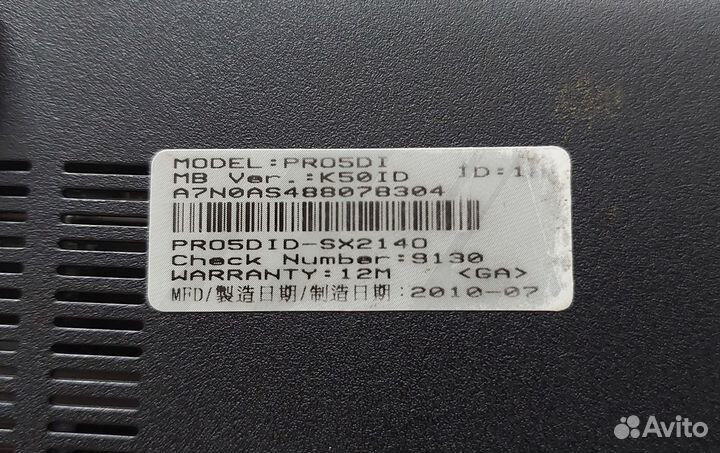 MODEL:PRO5DI
MB Ver.:K50ID
A7N0AS488078304
PRO5DID-SX2140
Check Number:9130
WARRANTY:12M <GA>
MFD/製造日期/制造日期:2010-07
Avito